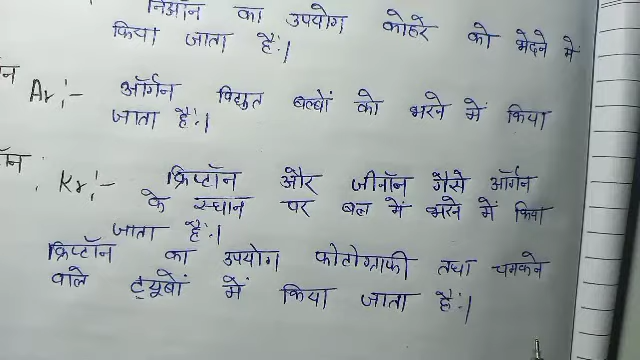 निऑन का उपयोग कोहरे को भेदने में
किया जाता है:।
ऑर्गन विद्युत बल्बों को भरने में किया
Ar:-
जाता है:।
Kr:- क्रिप्टॉन और जीनॉन गैसे ऑर्गन
के स्थान पर बल में भरने में किया
जाता है:।
क्रिप्टॉन का उपयोग फोटोग्राफी तथा चमकने
वाले ट्यूबों में किया जाता है:।